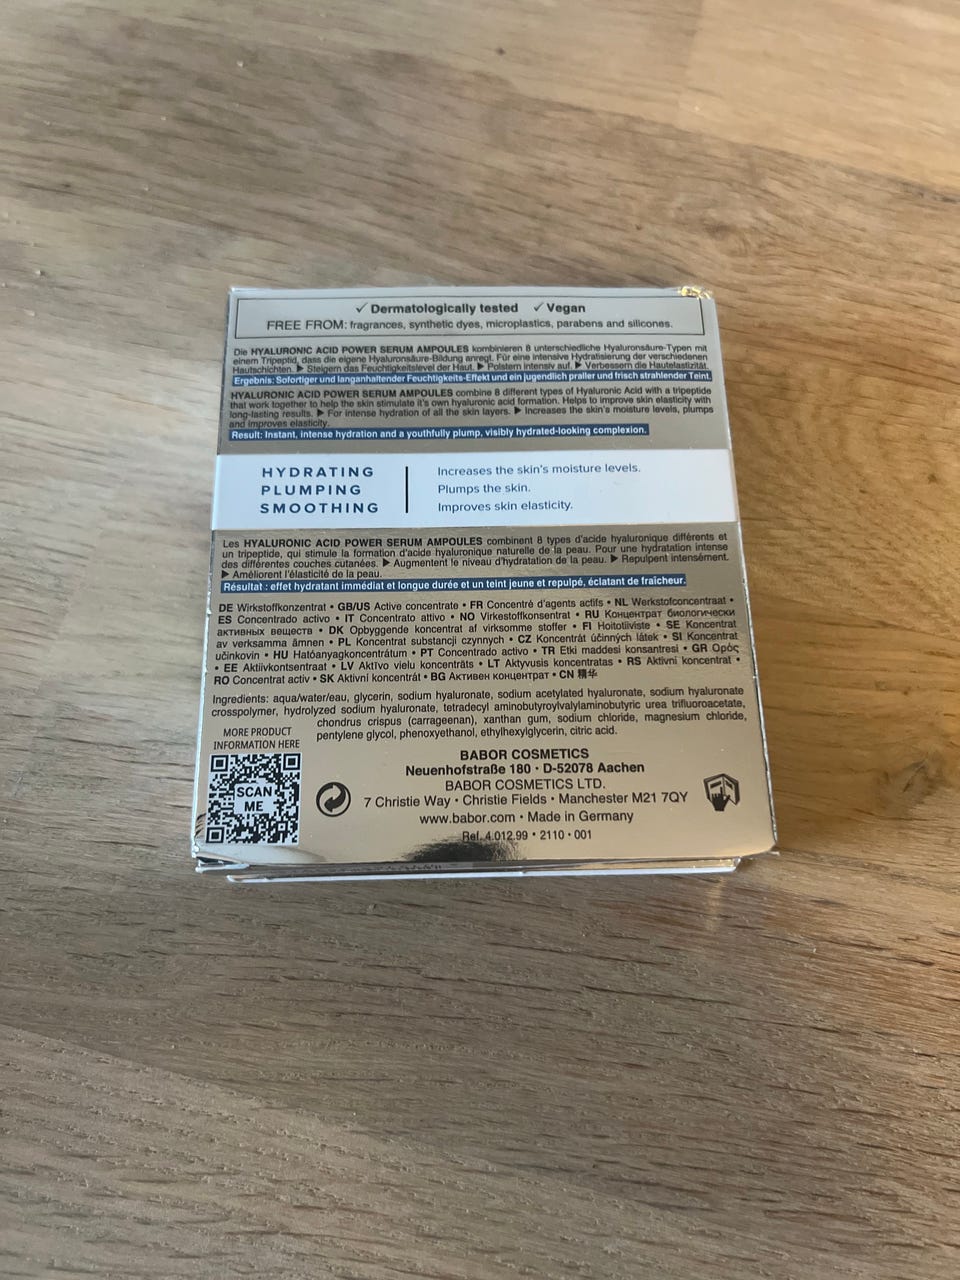 ✓ Dermatologically tested ✓ Vegan
FREE FROM: fragrances, synthetic dyes, microplastics, parabens and silicones.
Die HYALURONIC ACID POWER SERUM AMPOULES kombinieren 8 unterschiedliche Hyaluronsäure-Typen mit
einem Tripeptid, dass die eigene Hyaluronsäure-Bildung anregt. Für eine intensive Hydratisierung der verschiedenen
Hautschichten. ▶ Steigern das Feuchtigkeitslevel der Haut. ▶ Polstern intensiv auf. ▶ Verbessern die Hautelastizität.
Ergebnis: Sofortiger und langanhaltender Feuchtigkeits-Effekt und ein jugendlich praller und frisch strahlender Teint.
HYALURONIC ACID POWER SERUM AMPOULES combine 8 different types of Hyaluronic Acid with a tripeptide
that work together to help the skin stimulate it's own hyaluronic acid formation. Helps to improve skin elasticity with
long-lasting results. ▶ For intense hydration of all the skin layers. ▶ Increases the skin's moisture levels, plumps
and improves elasticity.
Result: Instant, intense hydration and a youthfully plump, visibly hydrated-looking complexion.
HYDRATING
PLUMPING
SMOOTHING
Increases the skin's moisture levels.
Plumps the skin.
Improves skin elasticity.
Les HYALURONIC ACID POWER SERUM AMPOULES combinent 8 types d'acide hyaluronique différents et
un tripeptide, qui stimule la formation d'acide hyaluronique naturelle de la peau. Pour une hydratation intense
des différentes couches cutanées. ▶ Augmentent le niveau d'hydratation de la peau. ▶ Repulpent intensément.
▶ Améliorent l'élasticité de la peau.
Résultat : effet hydratant immédiat et longue durée et un teint jeune et repulpé, éclatant de fraîcheur.
DE Wirkstoffkonzentrat • GB/US Active concentrate • FR Concentré d'agents actifs • NL Werkstofconcentraat •
ES Concentrado activo • IT Concentrato attivo • NO Virkestoffkonsentrat • RU Концентрат биологически
активных веществ • DK Opbyggende koncentrat af virksomme stoffer • FI Hoitotiiviste • SE Koncentrat
av verksamma ämnen • PL Koncentrat substancji czynnych • CZ Koncentrát účinných látek • SI Koncentrat
učinkovin • HU Hatóanyagkoncentrátum • PT Concentrado activo • TR Etki maddesi konsantresi • GR Ορός
• EE Aktiivkontsentraat • LV Aktīvo vielu koncentrāts • LT Aktyvusis koncentratas • RS Aktivni koncentrat •
RO Concentrat activ • SK Aktivní koncentrát • BG Активен концентрат • CN 精华
Ingredients: aqua/water/eau, glycerin, sodium hyaluronate, sodium acetylated hyaluronate, sodium hyaluronate
crosspolymer, hydrolyzed sodium hyaluronate, tetradecyl aminobutyroylvalylaminobutyric urea trifluoroacetate,
chondrus crispus (carrageenan), xanthan gum, sodium chloride, magnesium chloride,
pentylene glycol, phenoxyethanol, ethylhexylglycerin, citric acid.
MORE PRODUCT
INFORMATION HERE
SCAN
ME
BABOR COSMETICS
Neuenhofstraße 180 • D-52078 Aachen
BABOR COSMETICS LTD.
7 Christie Way • Christie Fields • Manchester M21 7QY
www.babor.com • Made in Germany
Ref. 4.012.99 • 2110 • 001